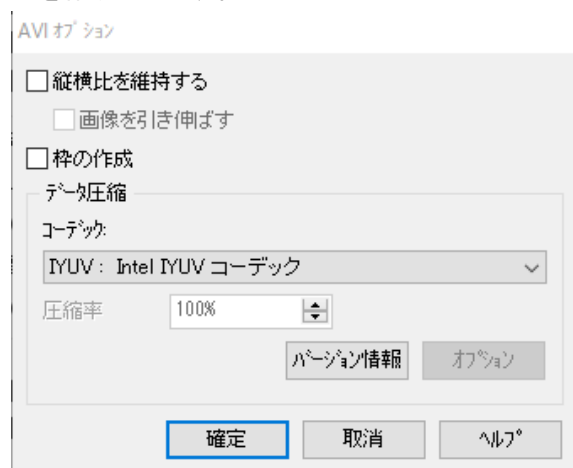 AVI ｵﾌﾟｼｮﾝ
縦横比を維持する
画像を引き伸ばす
枠の作成
ﾃﾞｰﾀ圧縮
ｺｰﾃﾞｯｸ:
IYUV : Intel IYUV コーデック
圧縮率 100%
ﾊﾞｰｼﾞｮﾝ情報 ｵﾌﾟｼｮﾝ
確定 取消 ﾍﾙﾌﾟ